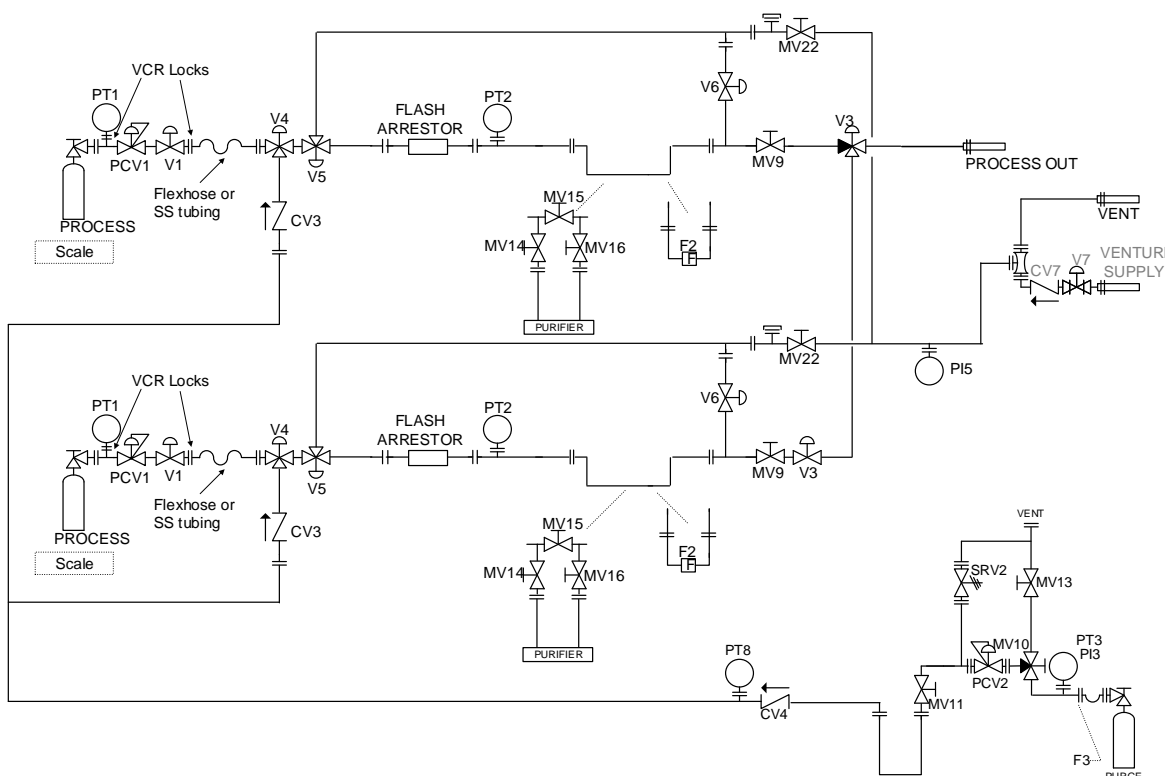 MV22
VCR Locks
PT1
V6
FLASH
ARRESTOR
PT2
V4
V3
PCV1
V1
V5
MV9
PROCESS OUT
Flexhose or
SS tubing
MV15
CV3
PROCESS
Scale
MV14
MV16
F2
F
VENT
V7
VENTURI
CV7
SUPPLY
PURIFIER
MV22
VCR Locks
PI5
PT1
V6
FLASH
ARRESTOR
PT2
V4
PCV1
V1
V5
MV9
V3
Flexhose or
SS tubing
MV15
CV3
PROCESS
Scale
MV14
MV16
F2
F
VENT
SRV2
MV13
PURIFIER
PT8
MV10
PT3
PI3
PCV2
MV11
CV4
F3
PURGE